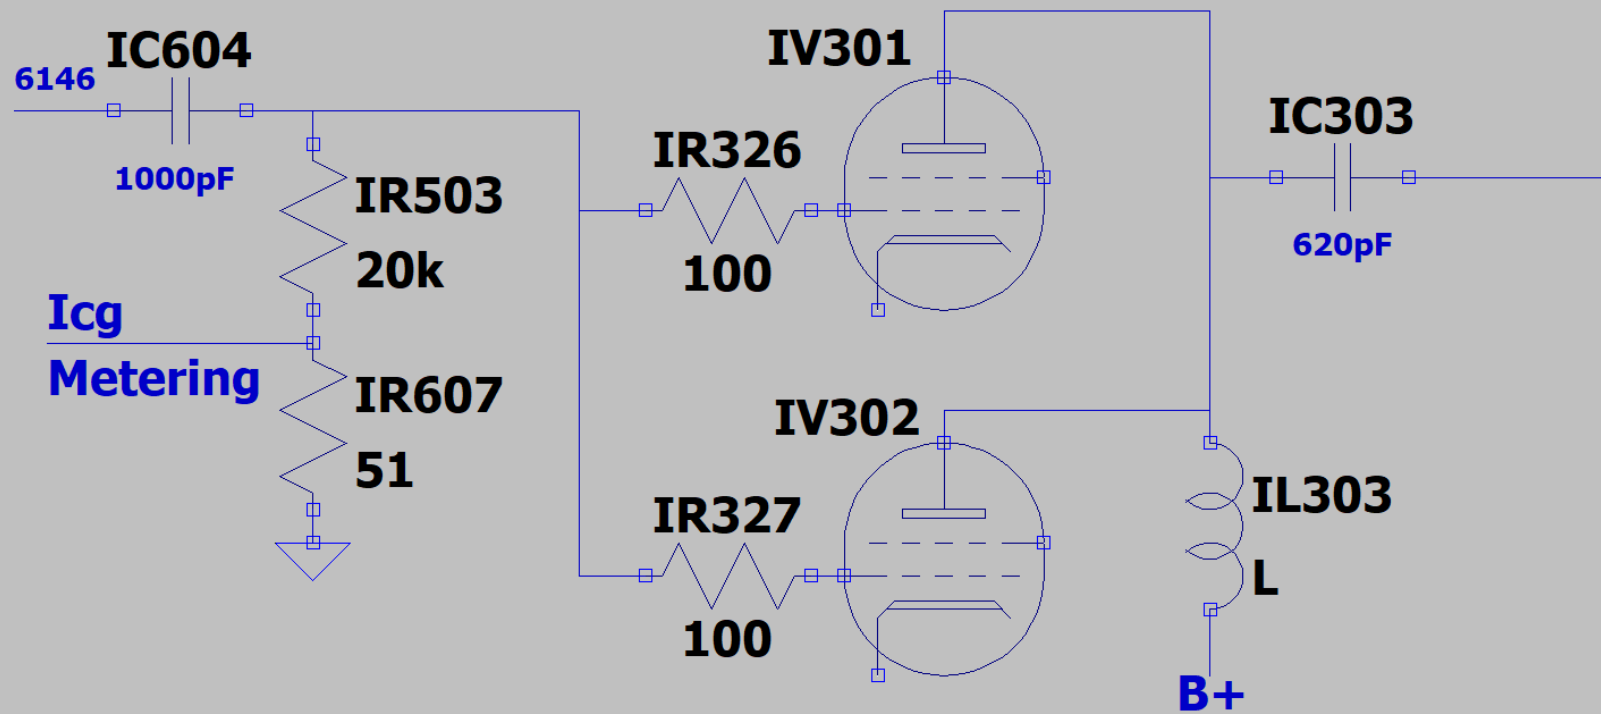 IC604
6146
1000pF
IR503
20k
Icg
Metering
IR607
51
IV301
IR326
100
IC303
620pF
IV302
IR327
100
IL303
L
B+